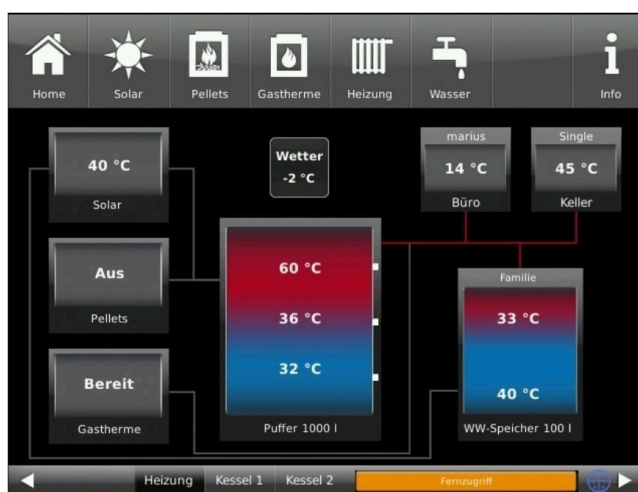 Home
Solar
Pellets
Gastherme
Heizung
Wasser
Info
40 °C
Solar
Wetter
-2 °C
marius
14 °C
Büro
Single
45 °C
Keller
Aus
Pellets
60 °C
36 °C
32 °C
Puffer 1000 l
Familie
33 °C
40 °C
WW-Speicher 100 l
Bereit
Gastherme
Heizung
Kessel 1
Kessel 2
Fernzugriff